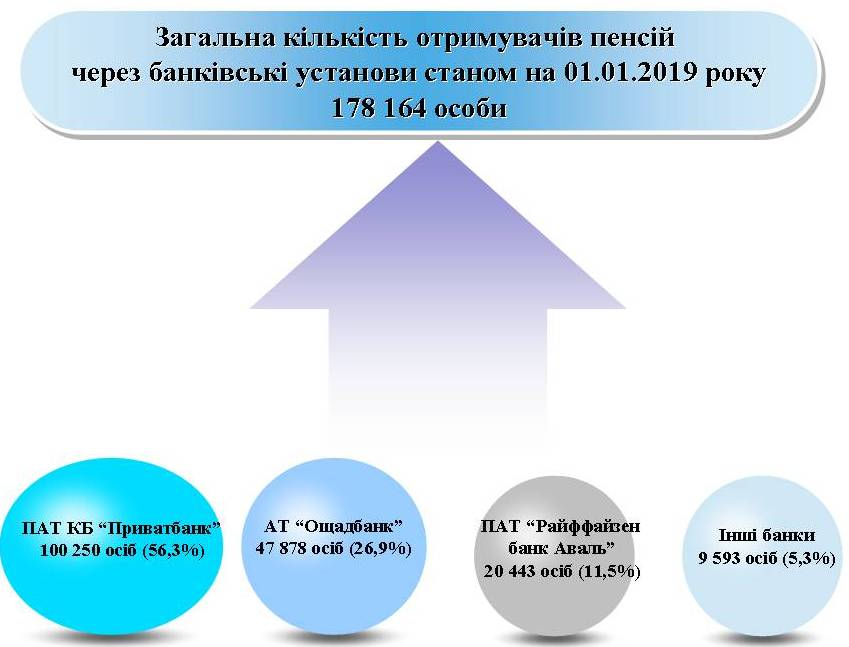 Загальна кількість отримувачів пенсій
через банківські установи станом на 01.01.2019 року
178 164 особи
ПАТ КБ “Приватбанк”
100 250 осіб (56,3%)
АТ “Ощадбанк”
47 878 осіб (26,9%)
ПАТ “Райффайзен
банк Аваль”
20 443 осіб (11,5%)
Інші банки
9 593 осіб (5,3%)